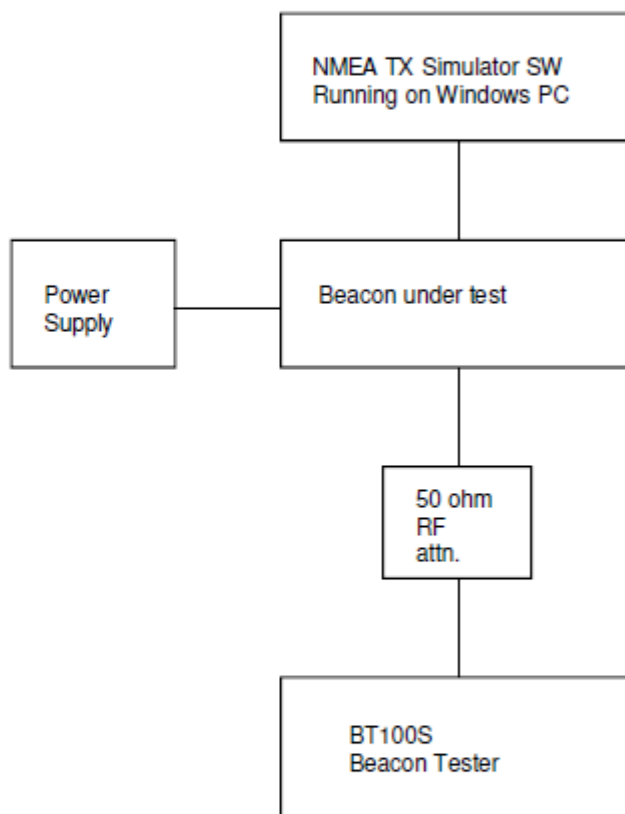 NMEA TX Simulator SW
Running on Windows PC
Power
Supply
Beacon under test
50 ohm
RF
attn.
BT100S
Beacon Tester